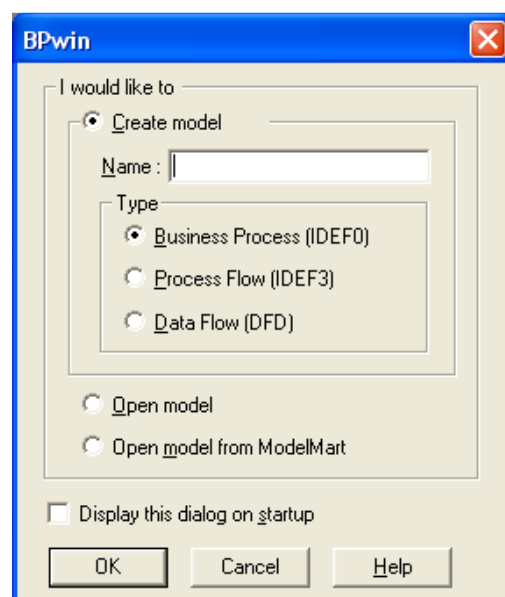 BPwin
I would like to
Create model
Name :
Type
Business Process (IDEF0)
Process Flow (IDEF3)
Data Flow (DFD)
Open model
Open model from ModelMart
Display this dialog on startup
OK Cancel Help